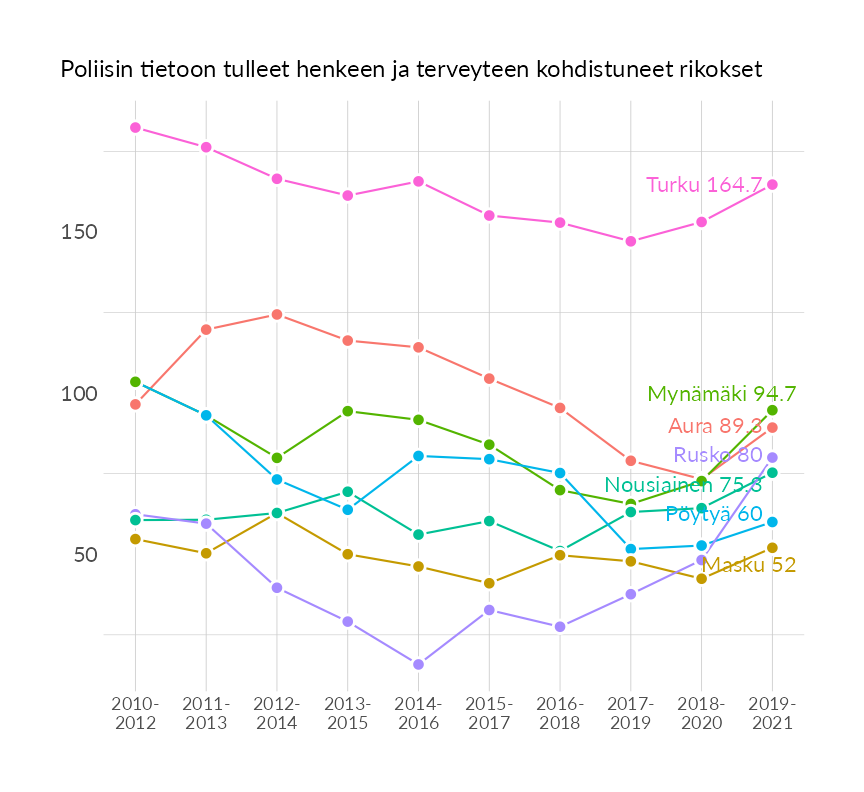 Poliisin tietoon tulleet henkeen ja terveyteen kohdistuneet rikokset
Turku 164.7
150
Mynämäki 94.7
100
Aura 89.3
Rusko 80
Nousiainen 75.3
Pöytyä 60
50
Masku 52
2010-
2012
2011-
2013
2012-
2014
2013-
2015
2014-
2016
2015-
2017
2016-
2018
2017-
2019
2018-
2020
2019-
2021